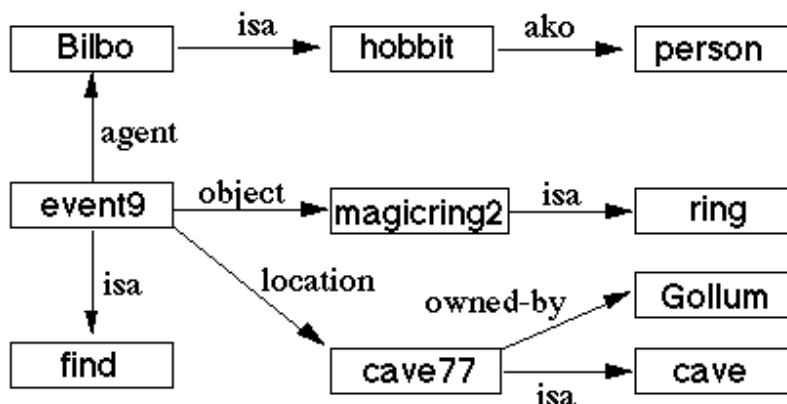 isa
ako
Bilbo
hobbit
person
agent
event9
object
magicring2
isa
ring
isa
location
owned-by
Gollum
find
cave77
isa
cave